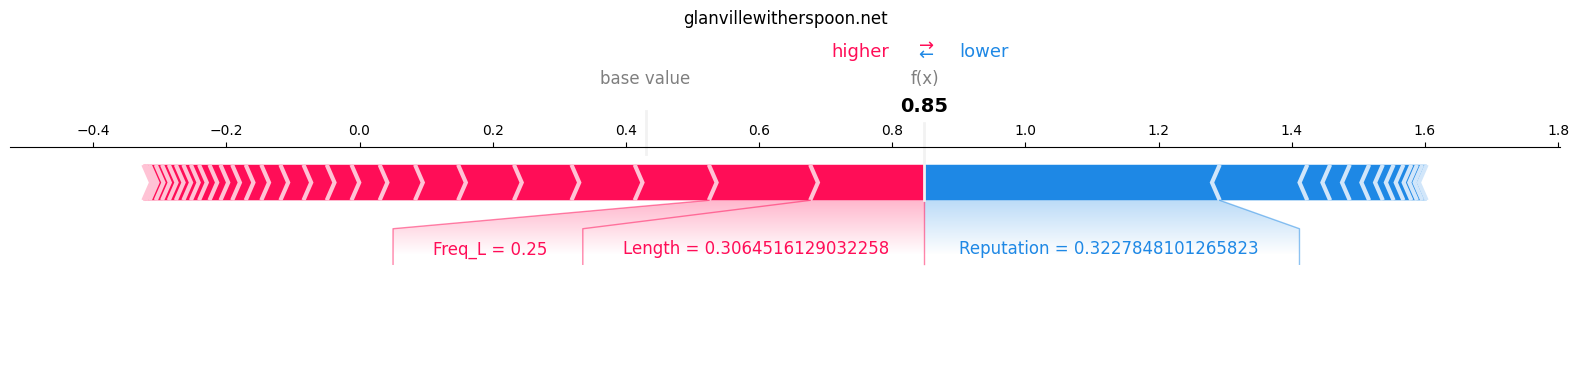 glanvillewitherspoon.net
higher ⇄ lower
base value f(x)
0.85
−0.4 −0.2 0.0 0.2 0.4 0.6 0.8 1.0 1.2 1.4 1.6 1.8
Freq_L = 0.25 Length = 0.3064516129032258 Reputation = 0.3227848101265823